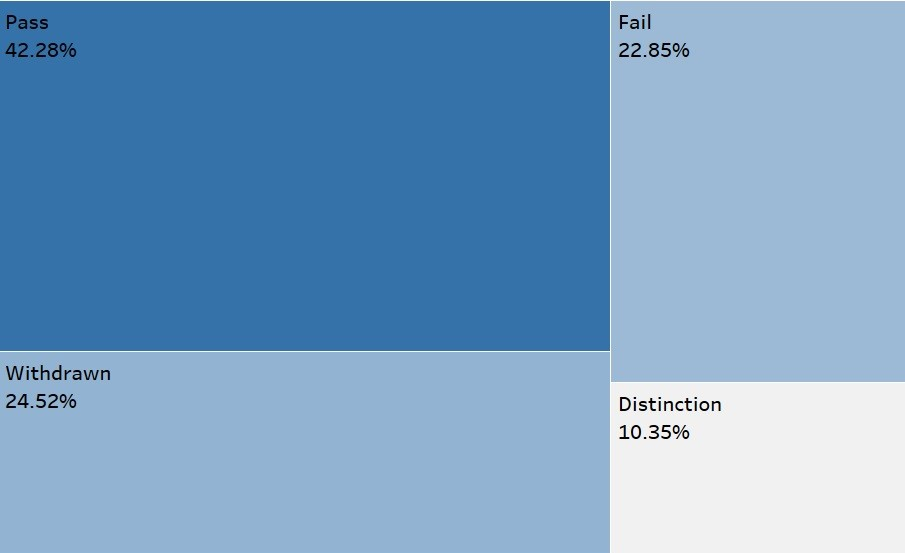 Pass
42.28%
Fail
22.85%
Withdrawn
24.52%
Distinction
10.35%